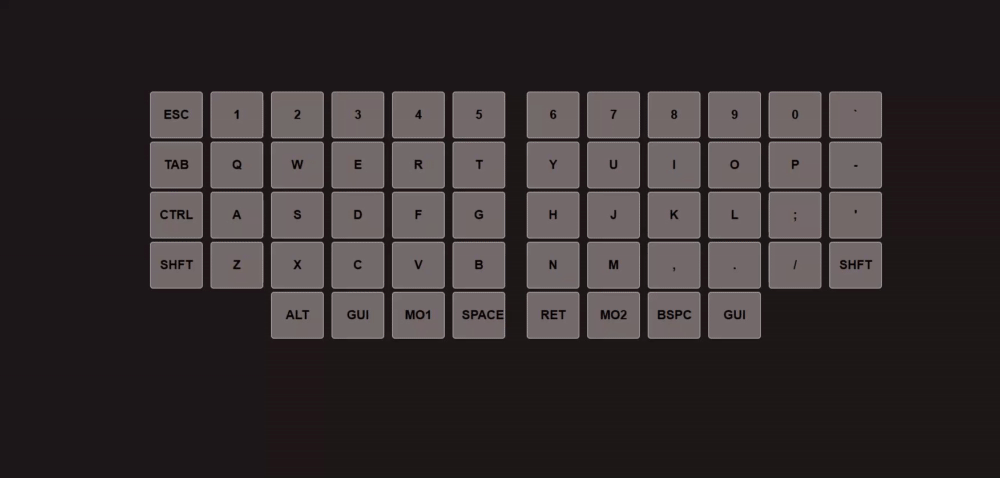 ESC 1 2 3 4 5 6 7 8 9 0 `
TAB Q W E R T Y U I O P -
CTRL A S D F G H J K L ; '
SHFT Z X C V B N M , . / SHFT
ALT GUI MO1 SPACE RET MO2 BSPC GUI